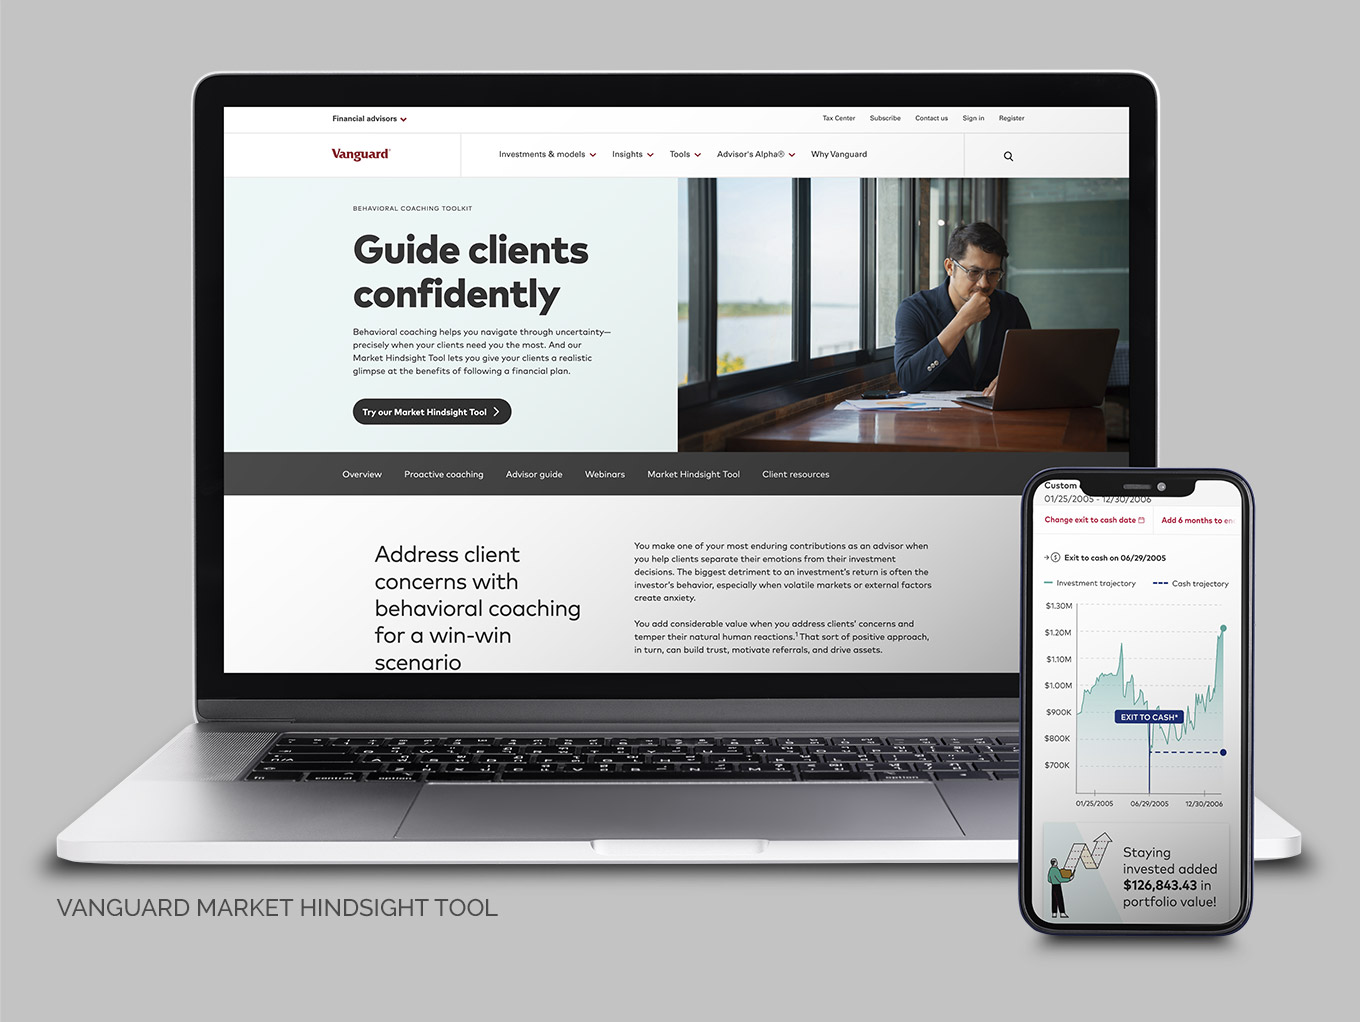 Financial advisors
Tax Center Subscribe Contact us Sign in Register
Vanguard
Investments & models Insights Tools Advisor's Alpha® Why Vanguard
BEHAVIORAL COACHING TOOLKIT
Guide clients
confidently
Behavioral coaching helps you navigate through uncertainty—
precisely when your clients need you the most. And our
Market Hindsight Tool lets you give your clients a realistic
glimpse at the benefits of following a financial plan.
Try our Market Hindsight Tool
Overview Proactive coaching Advisor guide Webinars Market Hindsight Tool Client resources
Address client
concerns with
behavioral coaching
for a win-win
scenario
You make one of your most enduring contributions as an advisor when
you help clients separate their emotions from their investment
decisions. The biggest detriment to an investment's return is often the
investor's behavior, especially when volatile markets or external factors
create anxiety.
You add considerable value when you address clients' concerns and
temper their natural human reactions.1 That sort of positive approach,
in turn, can build trust, motivate referrals, and drive assets.
Custom
01/25/2005 - 12/30/2006
Change exit to cash date Add 6 months to en
Exit to cash on 06/29/2005
Investment trajectory Cash trajectory
$1.30M
$1.20M
$1.10M
$1.00M
$900K
$800K
$700K
EXIT TO CASH*
01/25/2005 06/29/2005 12/30/2006
Staying
invested added
$126,843.43 in
portfolio value!
fn control option option
VANGUARD MARKET HINDSIGHT TOOL